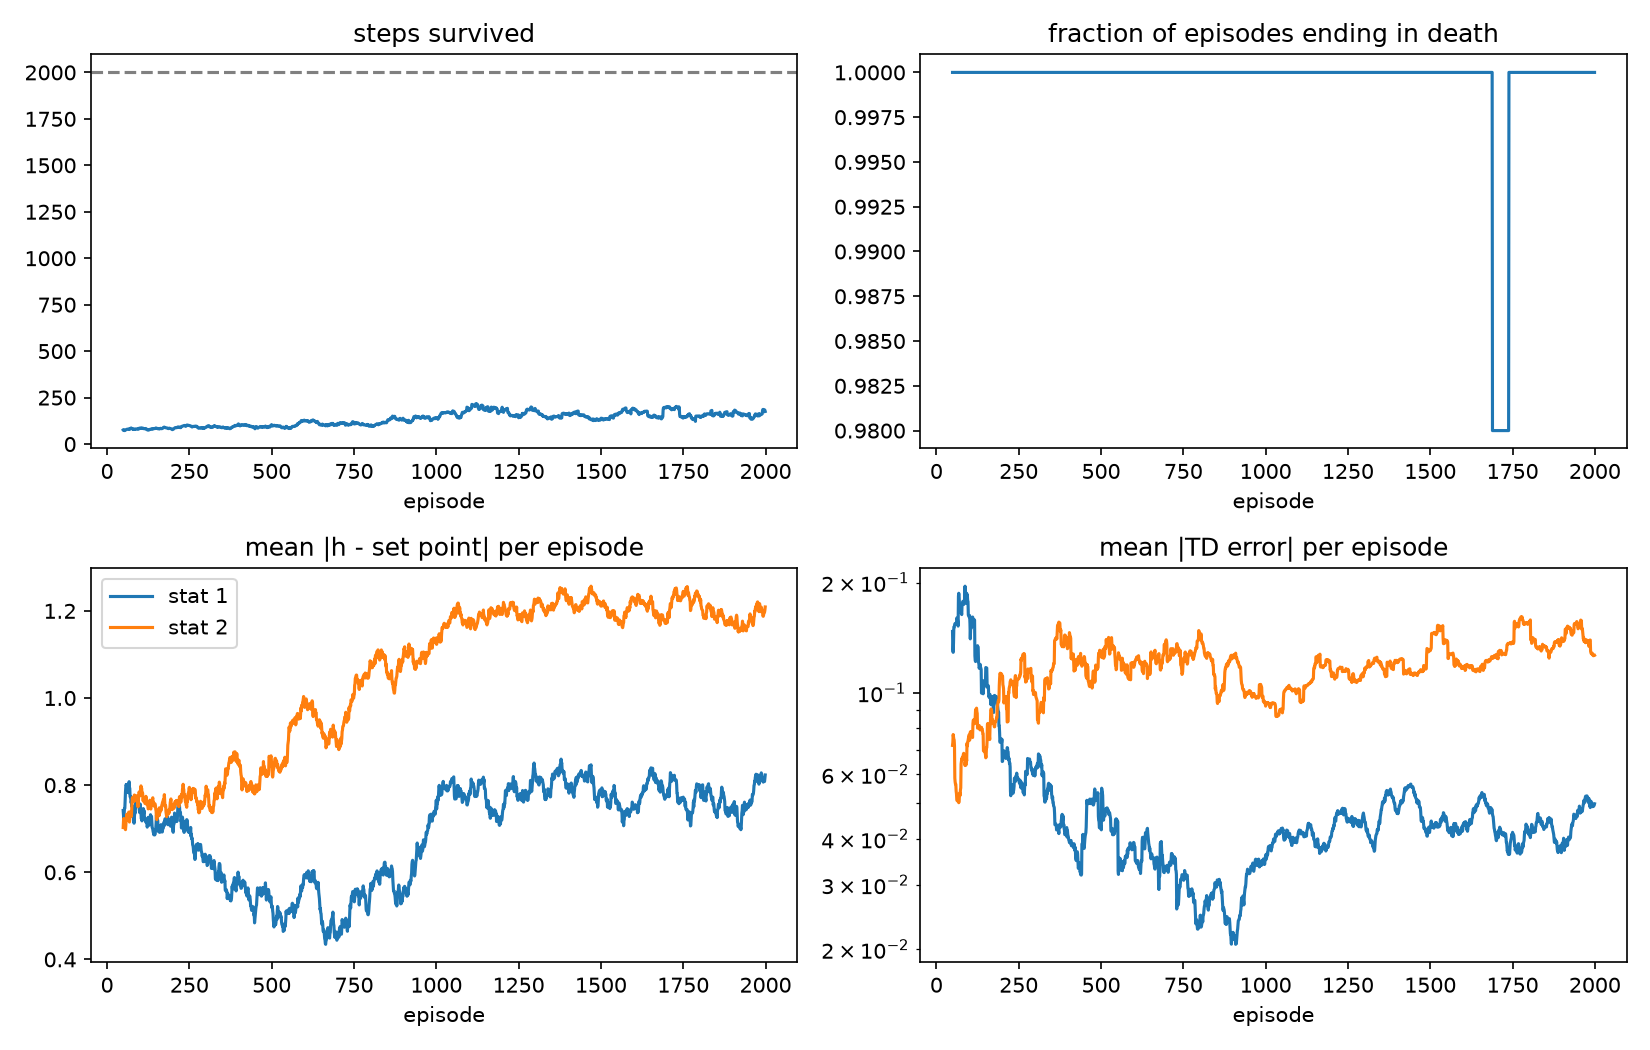 steps survived
2000
1750
1500
1250
1000
750
500
250
0
0 250 500 750 1000 1250 1500 1750 2000
episode
fraction of episodes ending in death
1.0000
0.9975
0.9950
0.9925
0.9900
0.9875
0.9850
0.9825
0.9800
0 250 500 750 1000 1250 1500 1750 2000
episode
mean |h - set point| per episode
stat 1
stat 2
1.2
1.0
0.8
0.6
0.4
0 250 500 750 1000 1250 1500 1750 2000
episode
mean |TD error| per episode
2 × 10⁻¹
10⁻¹
6 × 10⁻²
4 × 10⁻²
3 × 10⁻²
2 × 10⁻²
0 250 500 750 1000 1250 1500 1750 2000
episode